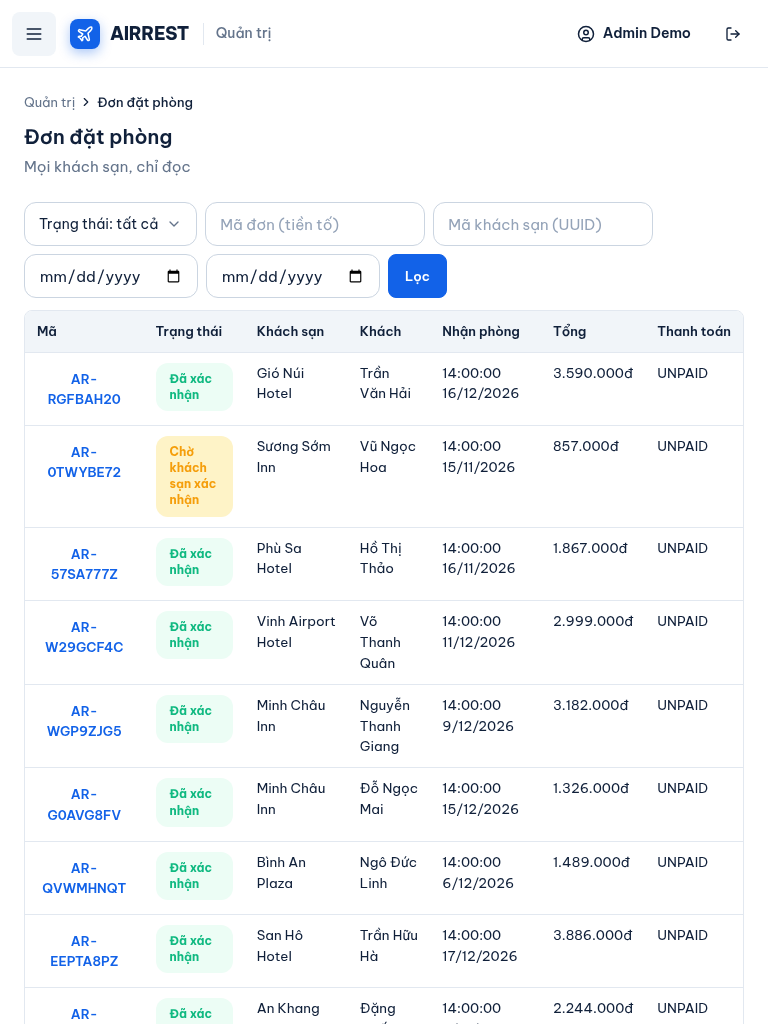 AIRREST
Quản trị
Admin Demo
Quản trị > Đơn đặt phòng
Đơn đặt phòng
Mọi khách sạn, chỉ đọc
Trạng thái: tất cả
Mã đơn (tiền tố)
Mã khách sạn (UUID)
mm/dd/yyyy
mm/dd/yyyy
Lọc
Mã Trạng thái Khách sạn Khách Nhận phòng Tổng Thanh toán
AR-RGFBAH20 Đã xác nhận Gió Núi Hotel Trần Văn Hải 14:00:00 16/12/2026 3.590.000đ UNPAID
AR-0TWYBE72 Chờ khách sạn xác nhận Sương Sớm Inn Vũ Ngọc Hoa 14:00:00 15/11/2026 857.000đ UNPAID
AR-57SA777Z Đã xác nhận Phù Sa Hotel Hồ Thị Thảo 14:00:00 16/11/2026 1.867.000đ UNPAID
AR-W29GCF4C Đã xác nhận Vinh Airport Hotel Võ Thanh Quân 14:00:00 11/12/2026 2.999.000đ UNPAID
AR-WGP9ZJG5 Đã xác nhận Minh Châu Inn Nguyễn Thanh Giang 14:00:00 9/12/2026 3.182.000đ UNPAID
AR-G0AVG8FV Đã xác nhận Minh Châu Inn Đỗ Ngọc Mai 14:00:00 15/12/2026 1.326.000đ UNPAID
AR-QVWMHNQT Đã xác nhận Bình An Plaza Ngô Đức Linh 14:00:00 6/12/2026 1.489.000đ UNPAID
AR-EEPTA8PZ Đã xác nhận San Hô Hotel Trần Hữu Hà 14:00:00 17/12/2026 3.886.000đ UNPAID
AR- Đã xác An Khang Đặng 14:00:00 2.244.000đ UNPAID